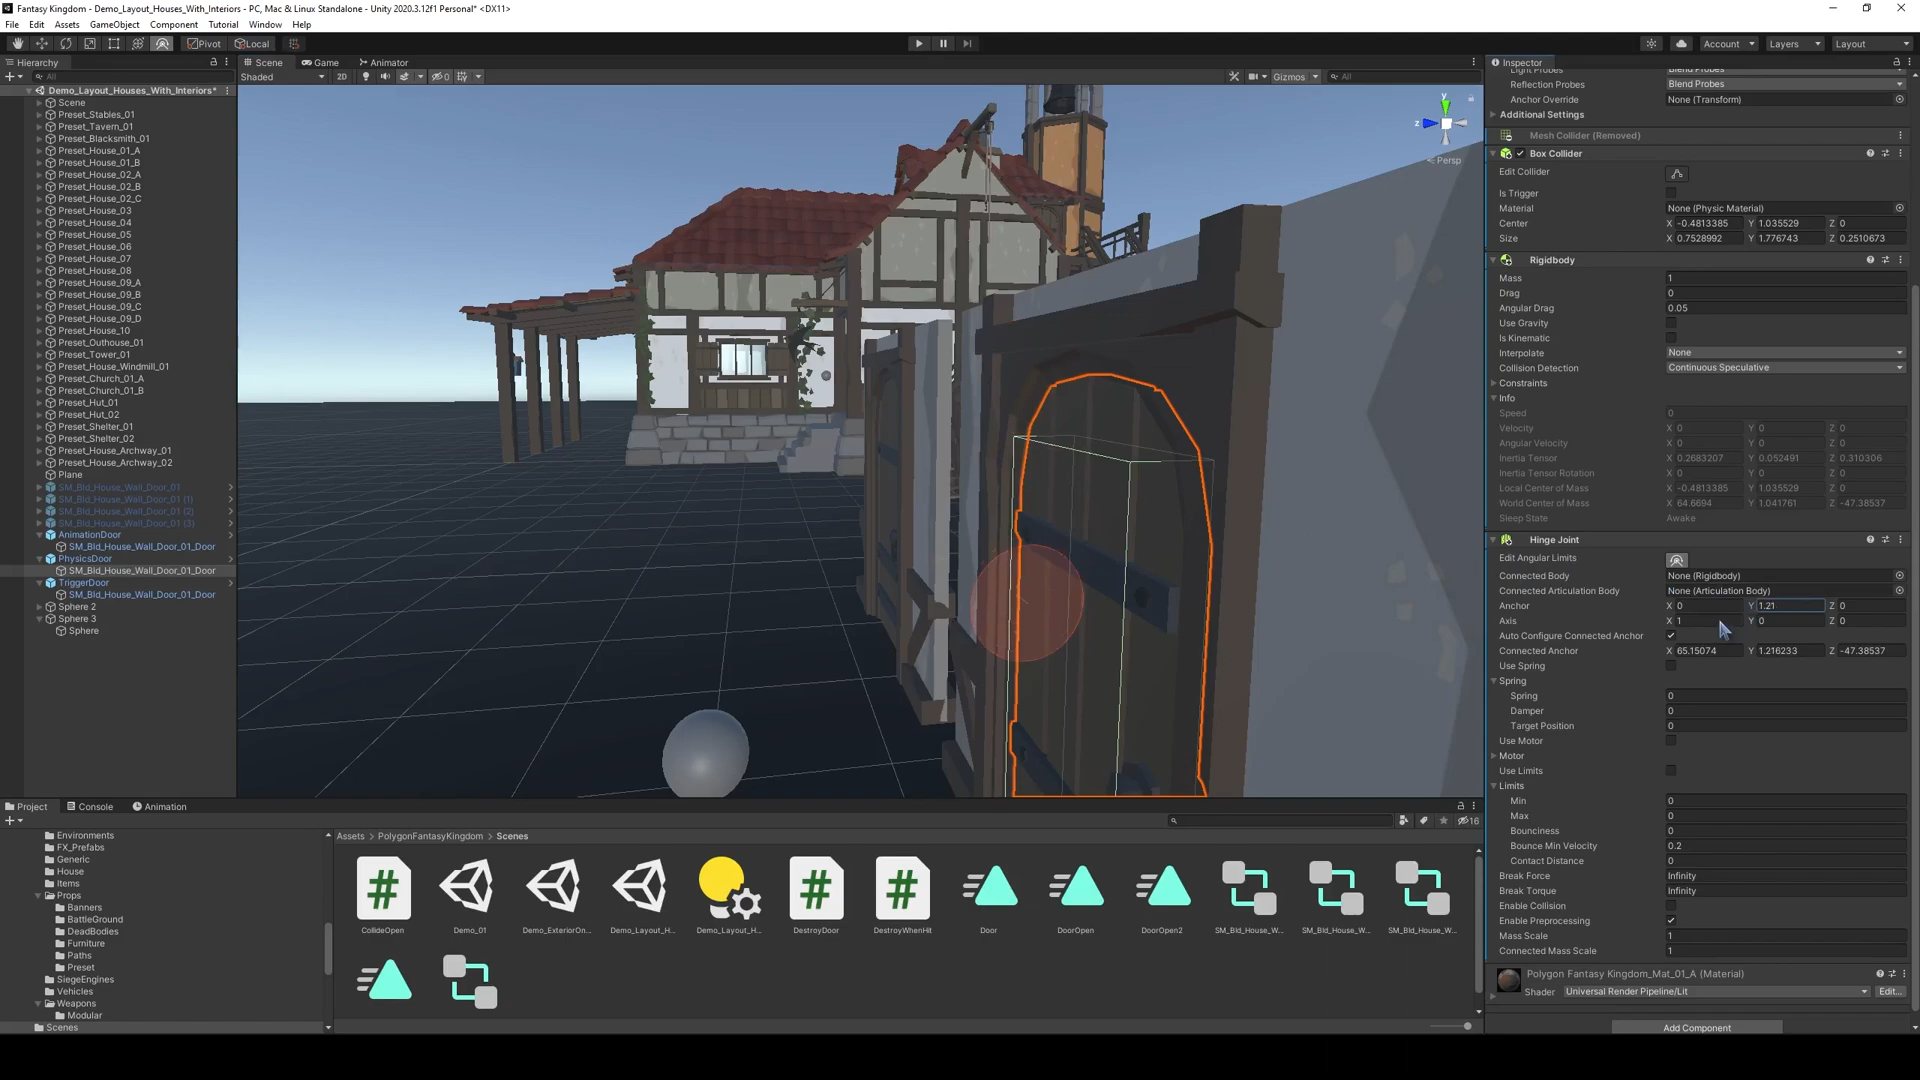 Fantasy Kingdom - Demo_Layout_Houses_With_Interiors - PC, Mac & Linux Standalone - Unity 2020.3.12f1 Personal* <DX11>
File Edit Assets GameObject Component Tutorial Window Help
Pivot Local Account Layers Layout
Hierarchy
All
Demo_Layout_Houses_With_Interiors*
Scene
Preset_Stables_01
Preset_Tavern_01
Preset_Blacksmith_01
Preset_House_01_A
Preset_House_01_B
Preset_House_02_A
Preset_House_02_B
Preset_House_02_C
Preset_House_03
Preset_House_04
Preset_House_05
Preset_House_06
Preset_House_07
Preset_House_08
Preset_House_09_A
Preset_House_09_B
Preset_House_09_C
Preset_House_09_D
Preset_House_10
Preset_Outhouse_01
Preset_Tower_01
Preset_House_Windmill_01
Preset_Church_01_A
Preset_Church_01_B
Preset_Hut_01
Preset_Hut_02
Preset_Shelter_01
Preset_Shelter_02
Preset_House_Archway_01
Preset_House_Archway_02
Plane
SM_Bld_House_Wall_Door_01
SM_Bld_House_Wall_Door_01 (1)
SM_Bld_House_Wall_Door_01 (2)
SM_Bld_House_Wall_Door_01 (3)
AnimationDoor
SM_Bld_House_Wall_Door_01_Door
PhysicsDoor
SM_Bld_House_Wall_Door_01_Door
TriggerDoor
SM_Bld_House_Wall_Door_01_Door
Sphere 2
Sphere 3
Sphere
Scene Game Animator
Shaded 2D 0 Gizmos All
y
z
Persp
Inspector
Light Probes Blend Probes
Reflection Probes Blend Probes
Anchor Override None (Transform)
Additional Settings
Mesh Collider (Removed)
Box Collider
Edit Collider
Is Trigger
Material None (Physic Material)
Center X -0.4813385 Y 1.035529 Z 0
Size X 0.7528992 Y 1.776743 Z 0.2510673
Rigidbody
Mass 1
Drag 0
Angular Drag 0.05
Use Gravity
Is Kinematic
Interpolate None
Collision Detection Continuous Speculative
Constraints
Info
Speed 0
Velocity X 0 Y 0 Z 0
Angular Velocity X 0 Y 0 Z 0
Inertia Tensor X 0.2683207 Y 0.052491 Z 0.310306
Inertia Tensor Rotation X 0 Y 0 Z 0
Local Center of Mass X -0.4813385 Y 1.035529 Z 0
World Center of Mass X 64.6694 Y 1.041761 Z -47.38537
Sleep State Awake
Hinge Joint
Edit Angular Limits
Connected Body None (Rigidbody)
Connected Articulation Body None (Articulation Body)
Anchor X 0 Y 1.21 Z 0
Axis X 1 Y 0 Z 0
Auto Configure Connected Anchor
Connected Anchor X 65.15074 Y 1.216233 Z -47.38537
Use Spring
Spring
Spring 0
Damper 0
Target Position 0
Use Motor
Motor
Use Limits
Limits
Min 0
Max 0
Bounciness 0
Bounce Min Velocity 0.2
Contact Distance 0
Break Force Infinity
Break Torque Infinity
Enable Collision
Enable Preprocessing
Mass Scale 1
Connected Mass Scale 1
Polygon Fantasy Kingdom_Mat_01_A (Material)
Shader Universal Render Pipeline/Lit Edit...
Add Component
Project Console Animation
16
Environments
FX_Prefabs
Generic
House
Items
Props
Banners
BattleGround
DeadBodies
Furniture
Paths
Preset
SiegeEngines
Vehicles
Weapons
Modular
Scenes
Assets > PolygonFantasyKingdom > Scenes
CollideOpen Demo_01 Demo_ExteriorOn... Demo_Layout_H... Demo_Layout_H... DestroyDoor DestroyWhenHit Door DoorOpen DoorOpen2 SM_Bld_House_W... SM_Bld_House_W... SM_Bld_House_W...